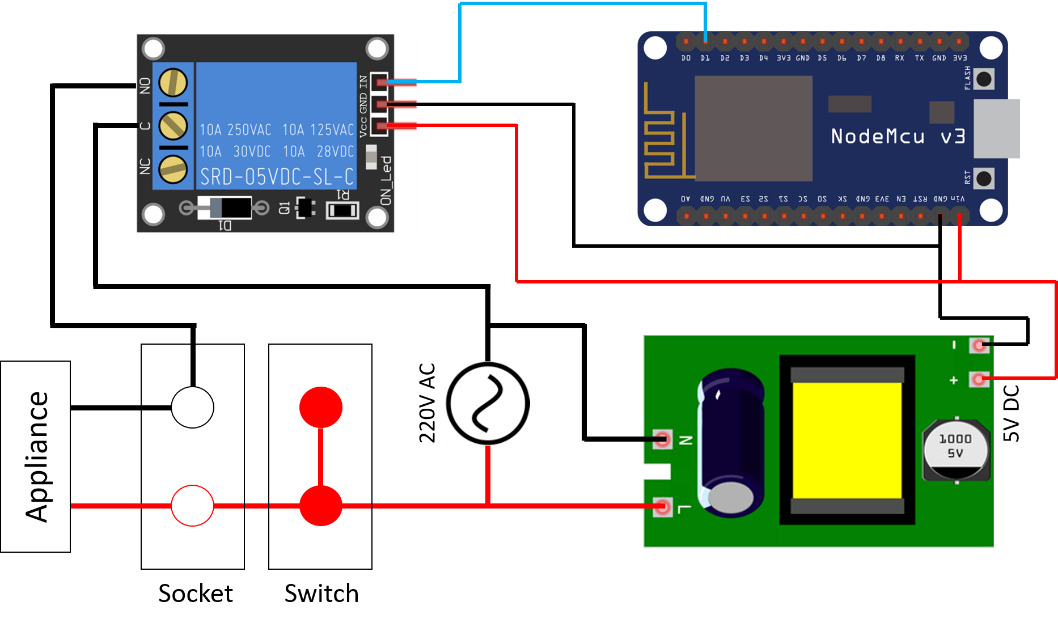 NO
C
NC
IN
GND
Vcc
10A 250VAC 10A 125VAC
10A 30VDC 10A 28VDC
SRD-05VDC-SL-C
ON_Led
D1
Q1
R1
D0 D1 D2 D3 D4 3V3 GND D5 D6 D7 D8 RX TX GND 3V3
FLASH
NodeMcu v3
RST
A0 GND VU S3 S2 S1 SC SO SK GND 3V3 EN RST GND Vin
Appliance
220V AC
N
L
-
+
5V DC
1000
5V
Socket
Switch